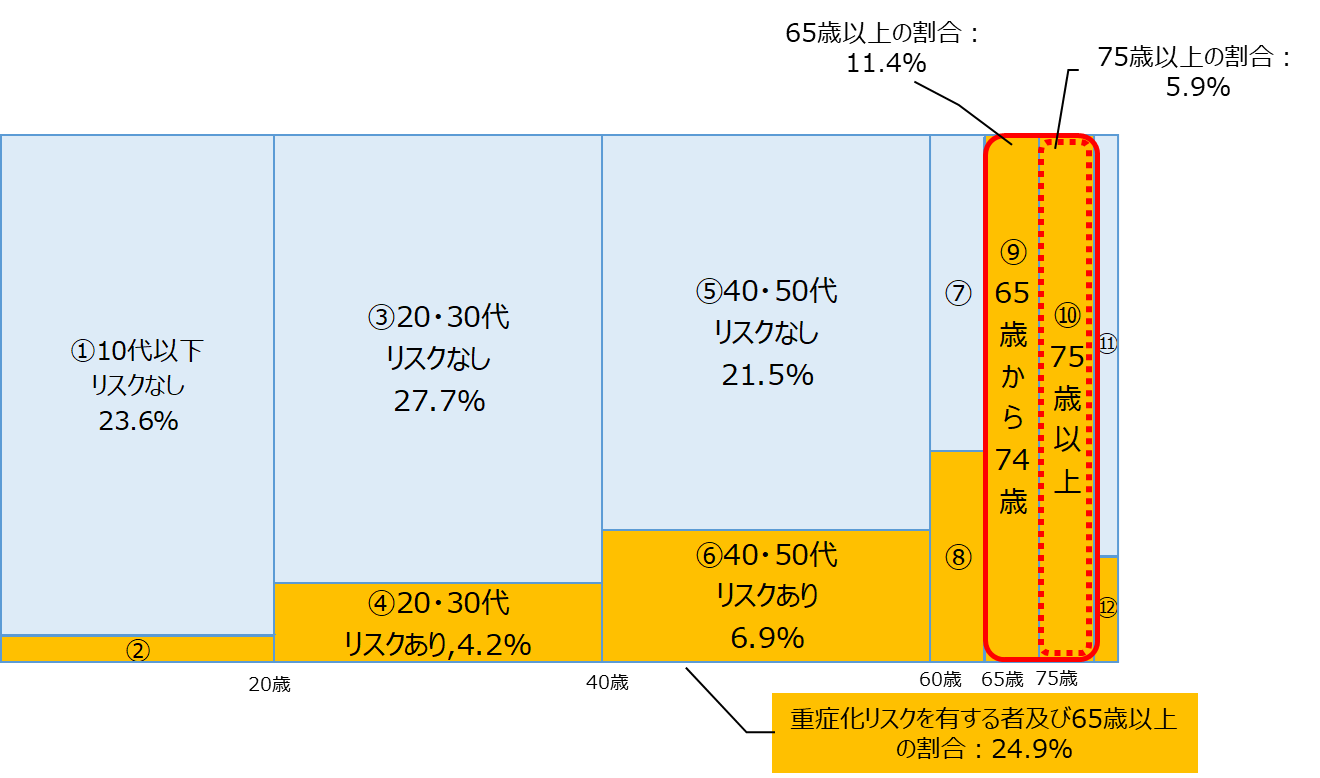 65歳以上の割合：
11.4%
75歳以上の割合：
5.9%
①10代以下
リスクなし
23.6%
②
③20・30代
リスクなし
27.7%
④20・30代
リスクあり,4.2%
⑤40・50代
リスクなし
21.5%
⑥40・50代
リスクあり
6.9%
⑦
⑧
⑨
65
歳
か
ら
74
歳
⑩
75
歳
以
上
⑪
⑫
20歳
40歳
60歳
65歳
75歳
重症化リスクを有する者及び65歳以上
の割合：24.9%